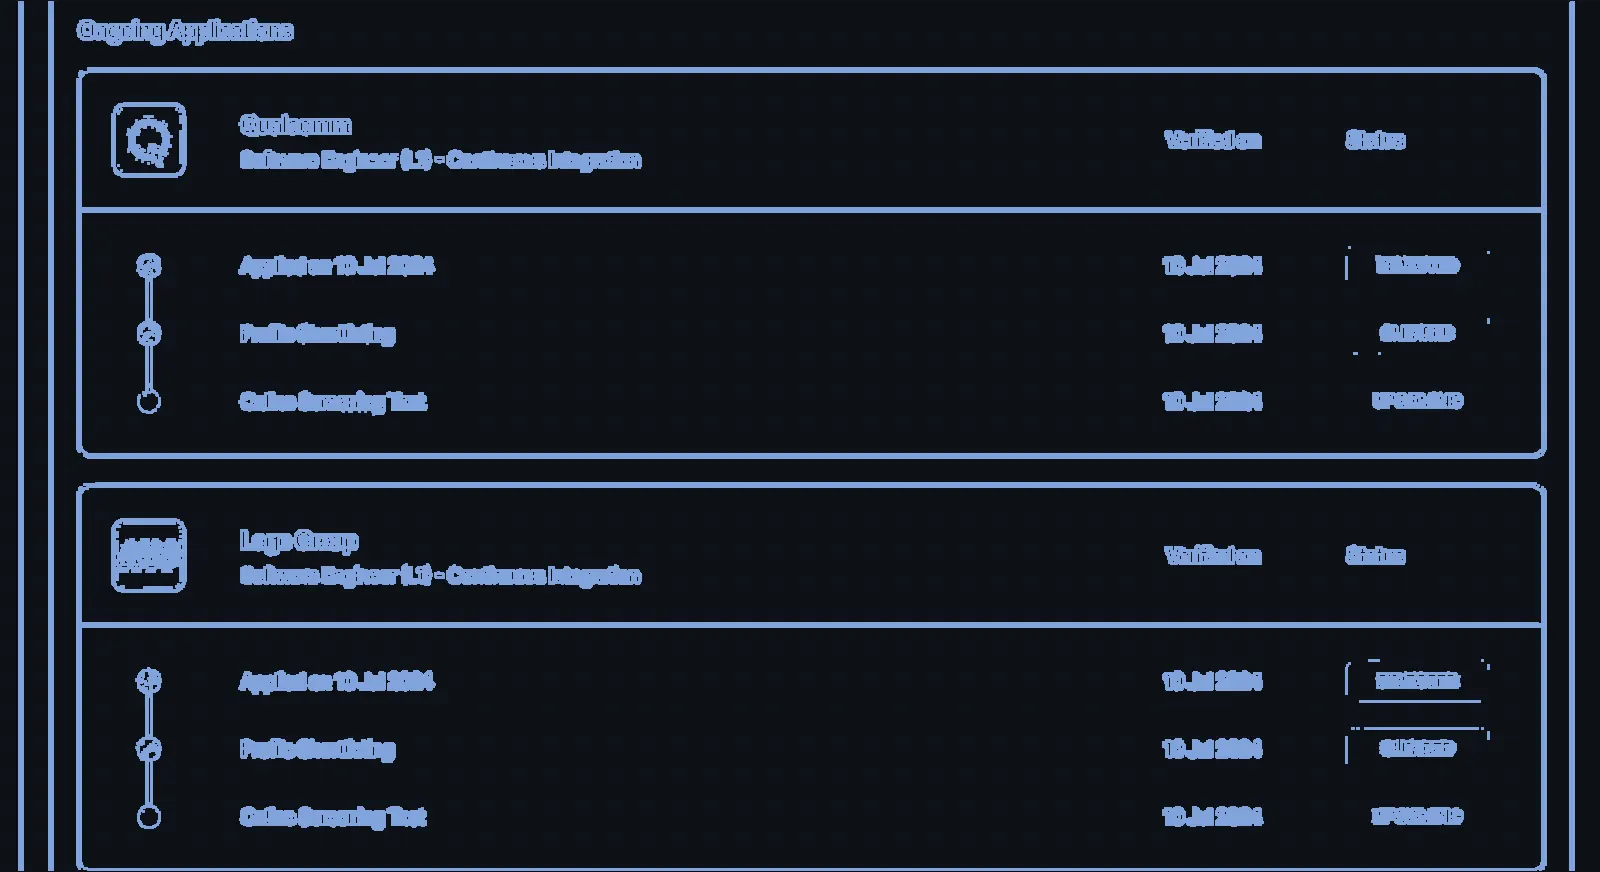 Ongoing Applications
Qualcomm
Software Engineer (L3) - Continuous Integration
Verified on
Status
Applied on 10 Jul 2024
10 Jul 2024
Profile Shortlisting
10 Jul 2024
Online Screening Test
10 Jul 2024
UPCOMING
Group
Software Engineer (L3) - Continuous Integration
Verified on
Status
Applied on 10 Jul 2024
10 Jul 2024
Profile Shortlisting
10 Jul 2024
Online Screening Test
10 Jul 2024
UPCOMING